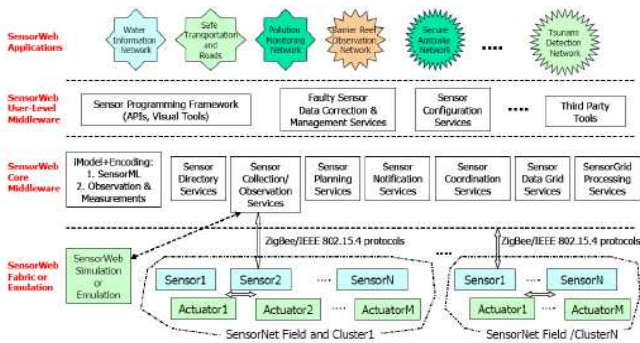 SensorWeb
Applications
Water
Information
Network
Safe
Transportation
and
Roads
Pollution
Monitoring
Network
Barrier Reef
Observation
Network
Secure
Australia
Network
....
Tsunami
Detection
Network
SensorWeb
User-Level
Middleware
Sensor Programming Framework
(APIs, Visual Tools)
Faulty Sensor
Data Correction &
Management Services
Sensor
Configuration
Services
....
Third Party
Tools
SensorWeb
Core
Middleware
iModel+Encoding:
1. SensorML
2. Observation &
Measurements
Sensor
Directory
Services
Sensor
Collection/
Observation
Services
Sensor
Planning
Services
Sensor
Notification
Services
Sensor
Coordination
Services
Sensor
Data Grid
Services
SensorGrid
Processing
Services
SensorWeb
Fabric or
Emulation
SensorWeb
Simulation
or
Emulation
ZigBee/IEEE 802.15.4 protocols
....
ZigBee/IEEE 802.15.4 protocols
Sensor1
Sensor2
....
SensorN
Actuator1
Actuator2
....
ActuatorM
SensorNet Field and Cluster1
Sensor1
....
SensorN
Actuator1
....
ActuatorM
SensorNet Field /ClusterN